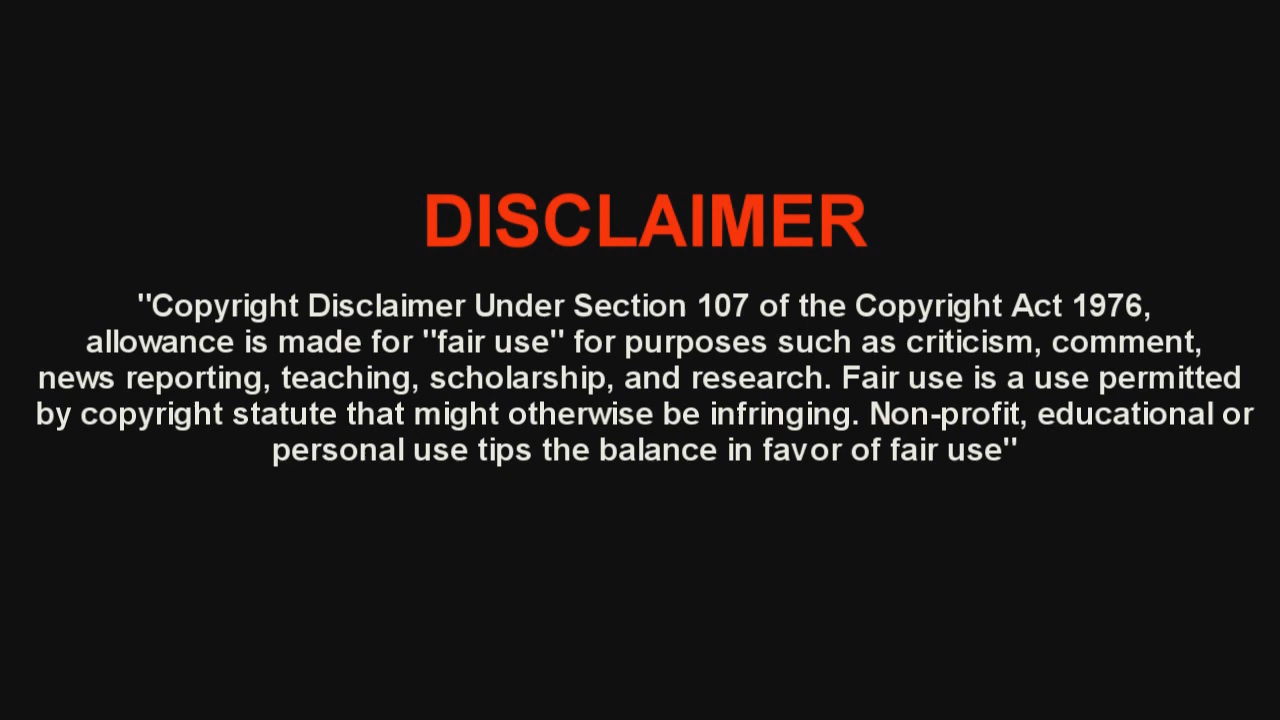 DISCLAIMER
"Copyright Disclaimer Under Section 107 of the Copyright Act 1976,
allowance is made for "fair use" for purposes such as criticism, comment,
news reporting, teaching, scholarship, and research. Fair use is a use permitted
by copyright statute that might otherwise be infringing. Non-profit, educational or
personal use tips the balance in favor of fair use"